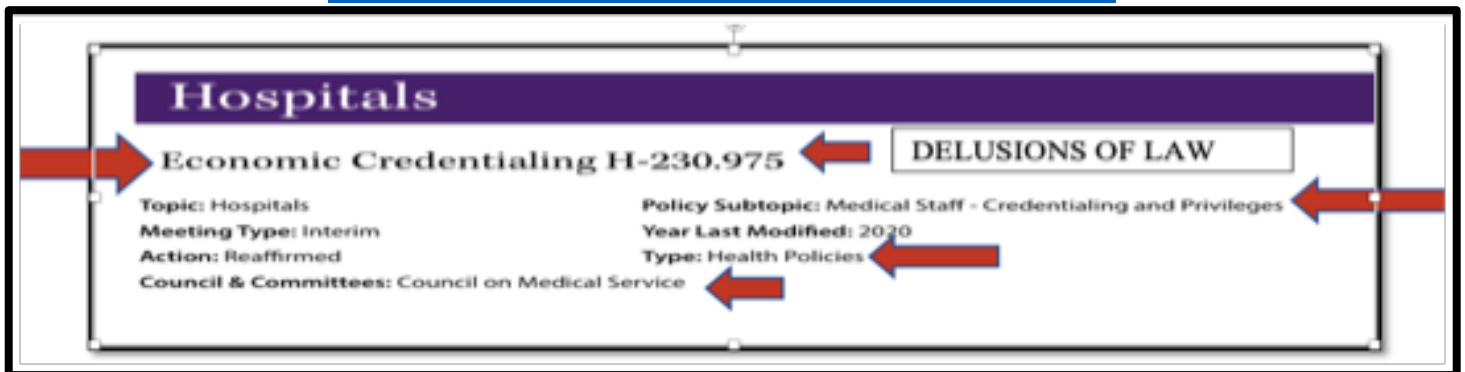 Hospitals
Economic Credentialing H-230.975
DELUSIONS OF LAW
Topic: Hospitals
Policy Subtopic: Medical Staff - Credentialing and Privileges
Meeting Type: Interim
Year Last Modified: 2020
Action: Reaffirmed
Type: Health Policies
Council & Committees: Council on Medical Service